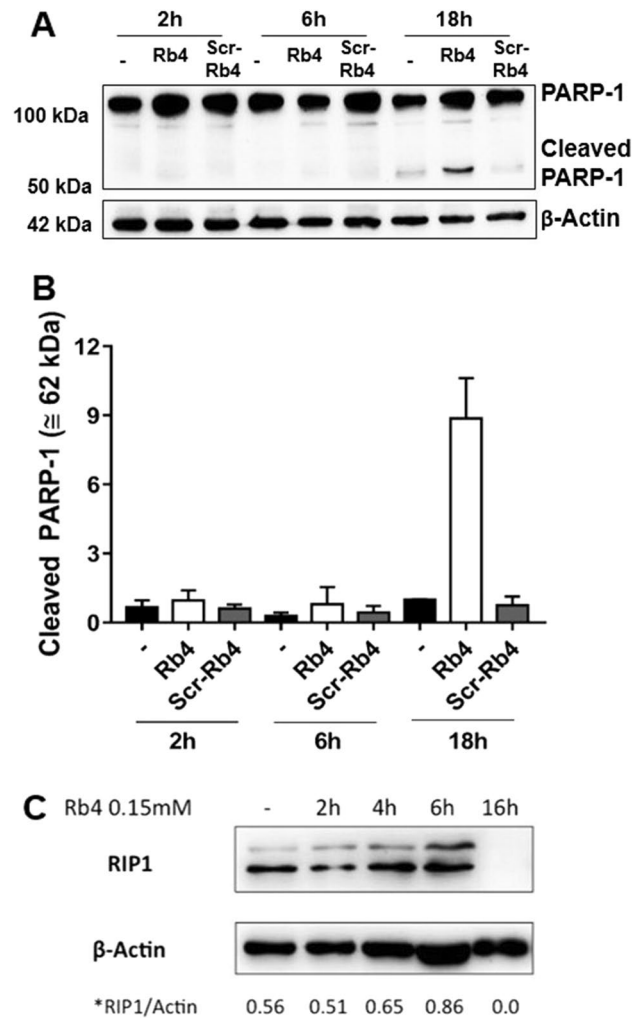 A
2h 6h 18h
- Rb4 Scr-Rb4 - Rb4 Scr-Rb4 - Rb4 Scr-Rb4
100 kDa
PARP-1
Cleaved
PARP-1
50 kDa
42 kDa
β-Actin
B
Cleaved PARP-1 (≅ 62 kDa)
12
9
6
3
0
- Rb4 Scr-Rb4 - Rb4 Scr-Rb4 - Rb4 Scr-Rb4
2h 6h 18h
C
Rb4 0.15mM - 2h 4h 6h 16h
RIP1
β-Actin
*RIP1/Actin 0.56 0.51 0.65 0.86 0.0